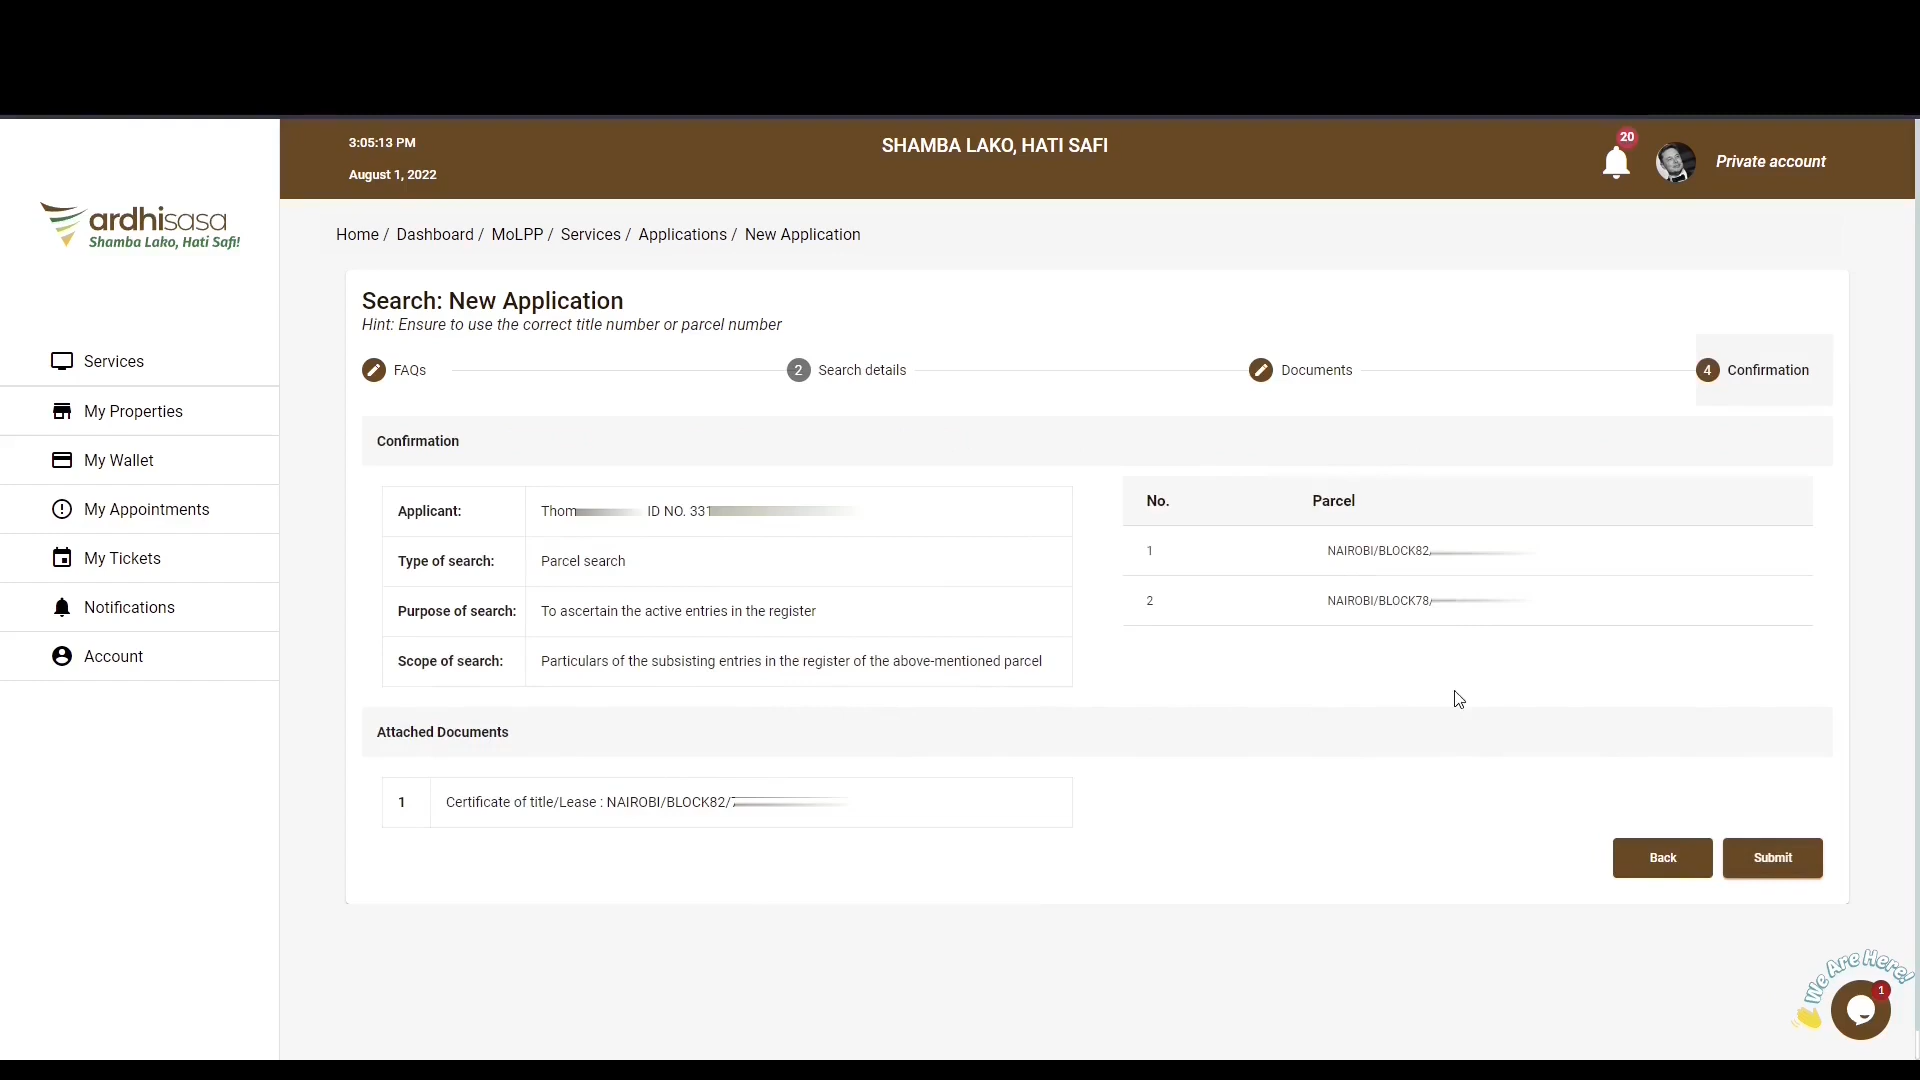 3:05:13 PM
SHAMBA LAKO, HATI SAFI
20
Private account
August 1, 2022
ardhisasa
Shamba Lako, Hati Safi!
Home / Dashboard / MoLPP / Services / Applications / New Application
Search: New Application
Hint: Ensure to use the correct title number or parcel number
Services
My Properties
My Wallet
My Appointments
My Tickets
Notifications
Account
FAQs
2 Search details
Documents
4 Confirmation
Confirmation
Applicant: Thom ID NO. 331
Type of search: Parcel search
Purpose of search: To ascertain the active entries in the register
Scope of search: Particulars of the subsisting entries in the register of the above-mentioned parcel
No. Parcel
1 NAIROBI/BLOCK82
2 NAIROBI/BLOCK78/
Attached Documents
1 Certificate of title/Lease : NAIROBI/BLOCK82/
Back Submit
We Are Here!
1